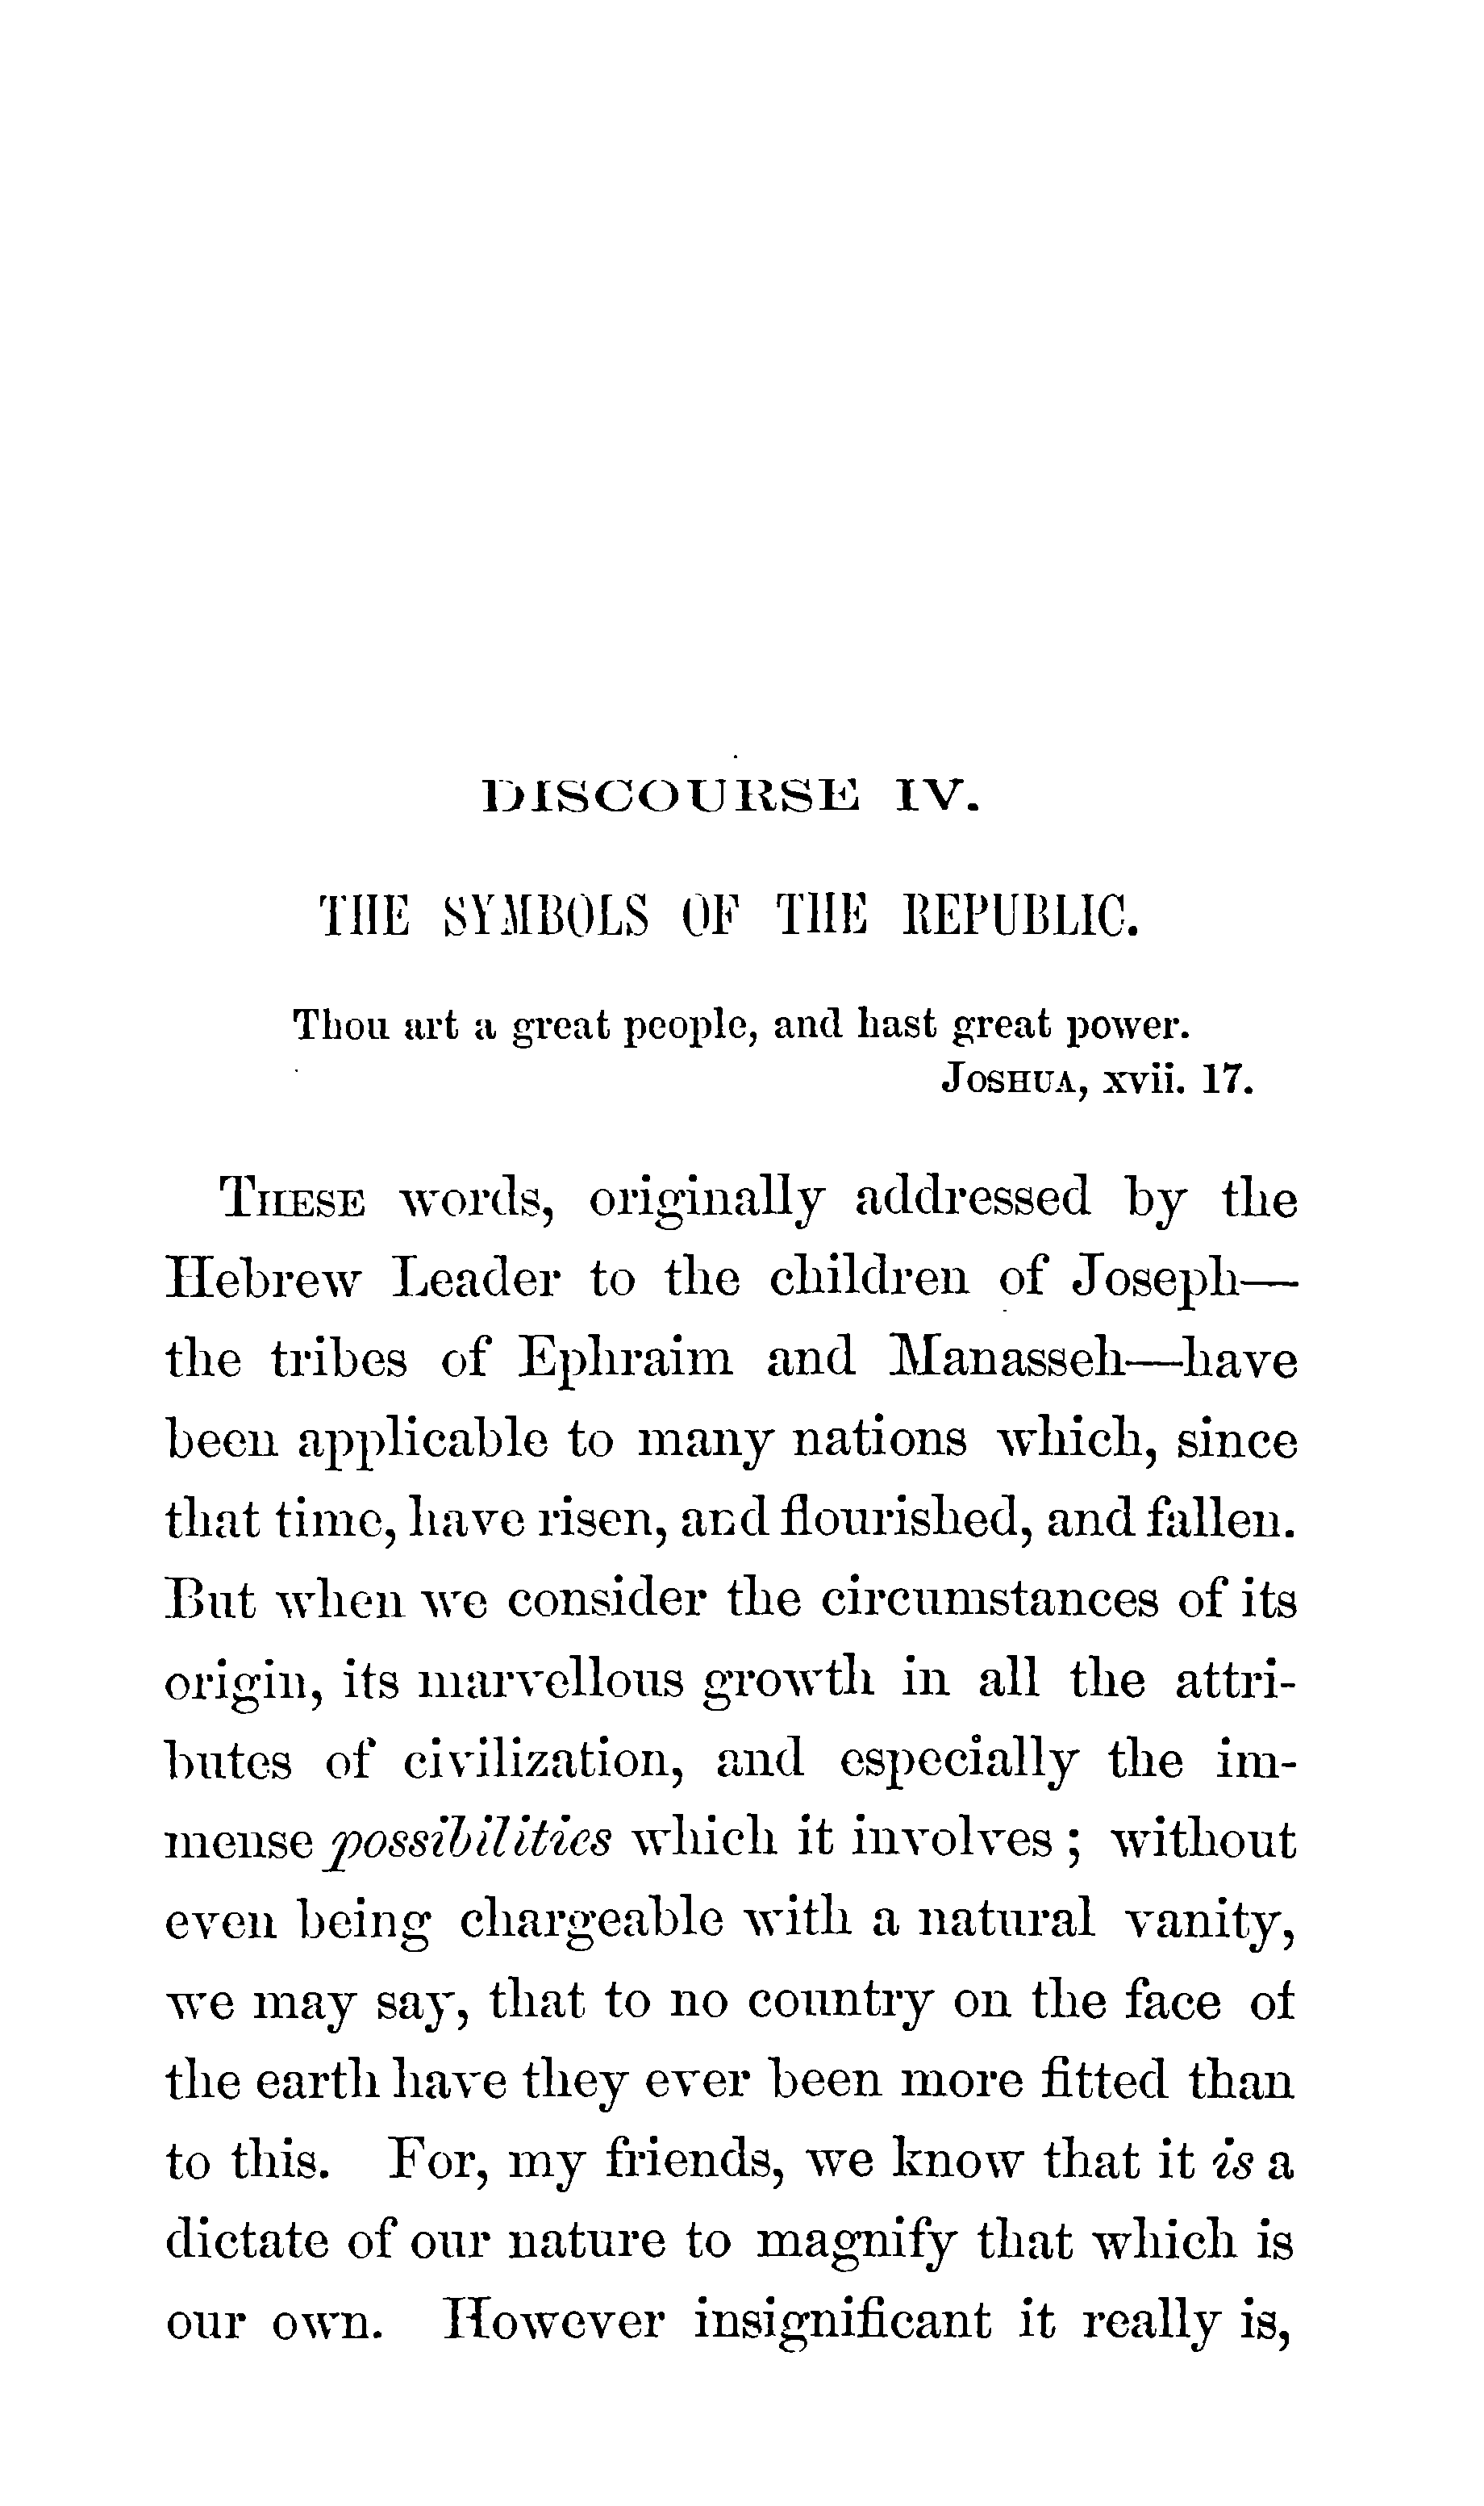 DISCOURSE IV.
THE SYMBOLS OF THE REPUBLIC.
Thou art a great people, and hast great power.
JOSHUA, xvii. 17.
THESE words, originally addressed by the
Hebrew Leader to the children of Joseph—
the tribes of Ephraim and Manasseh—have
been applicable to many nations which, since
that time, have risen, and flourished, and fallen.
But when we consider the circumstances of its
origin, its marvellous growth in all the attri-
butes of civilization, and especially the im-
mense possibilities which it involves ; without
even being chargeable with a natural vanity,
we may say, that to no country on the face of
the earth have they ever been more fitted than
to this. For, my friends, we know that it is a
dictate of our nature to magnify that which is
our own. However insignificant it really is,